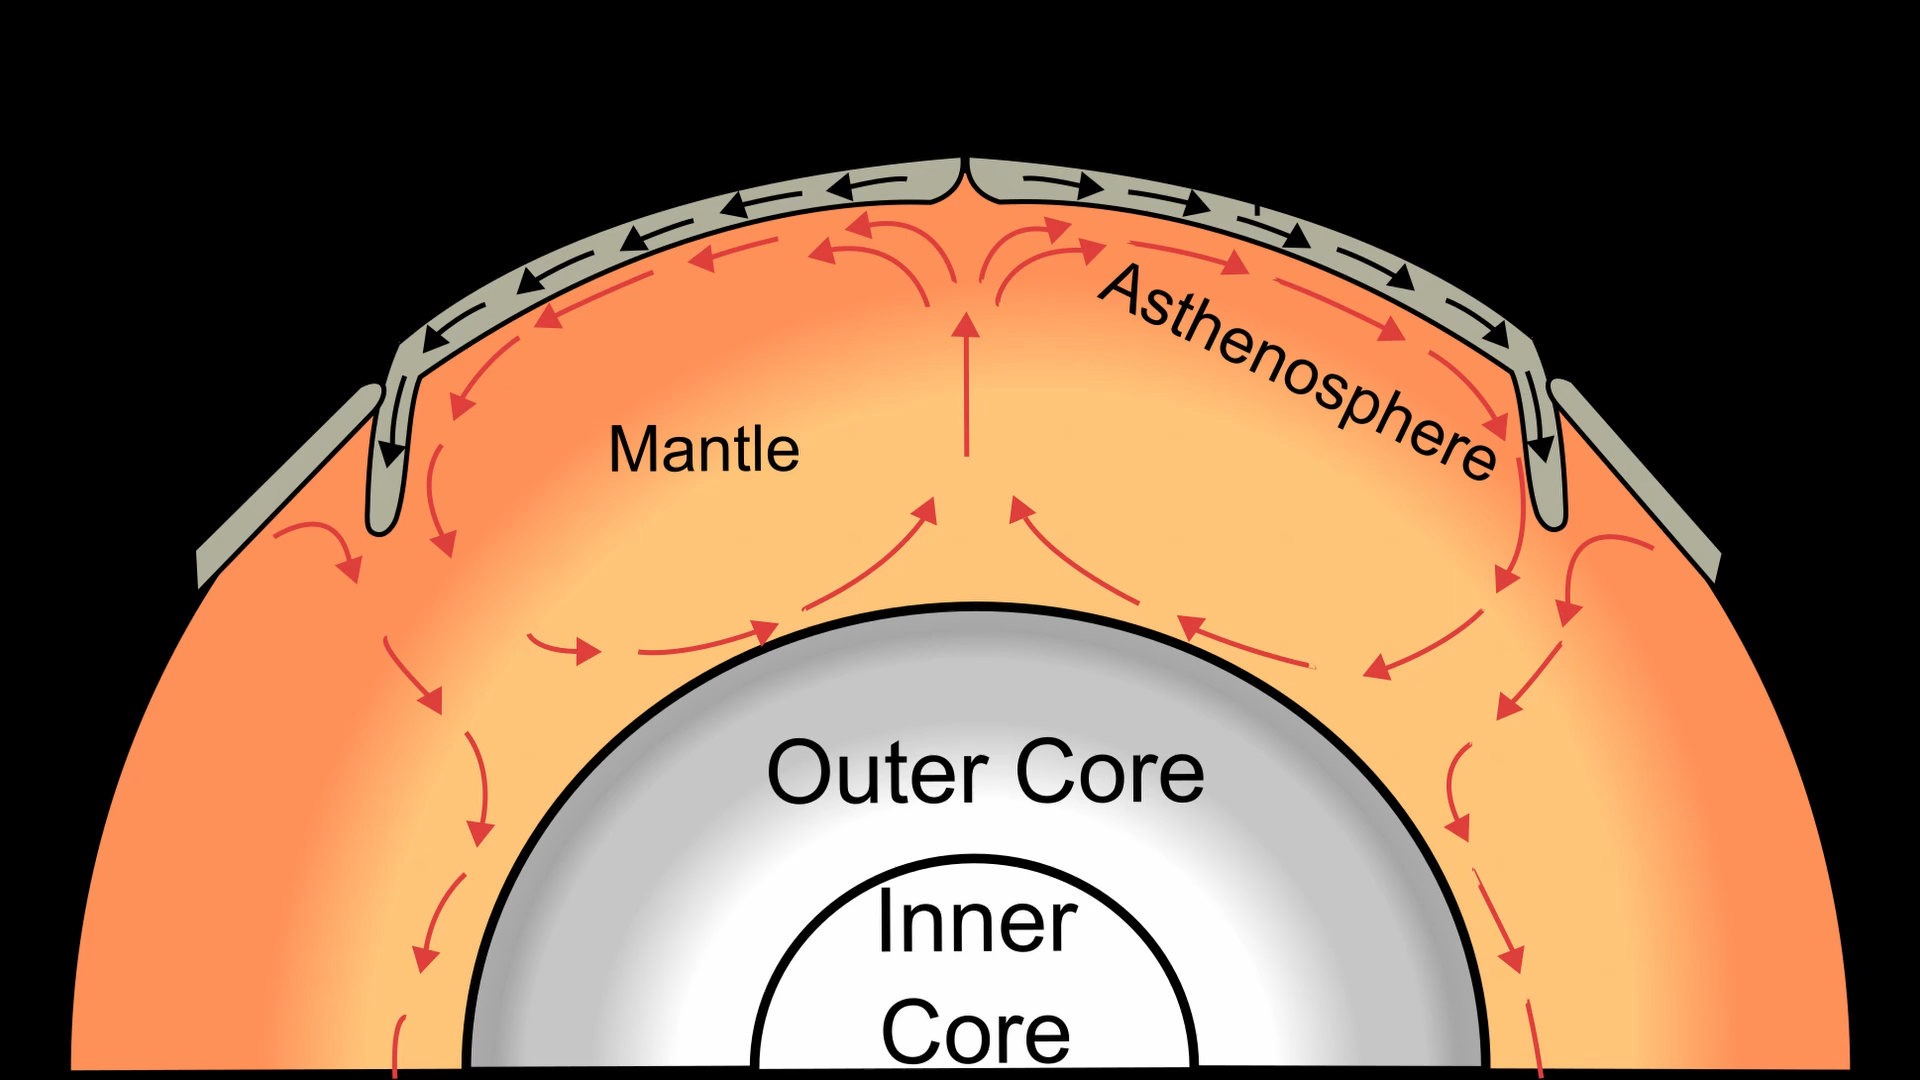 Asthenosphere
Mantle
Outer Core
Inner
Core